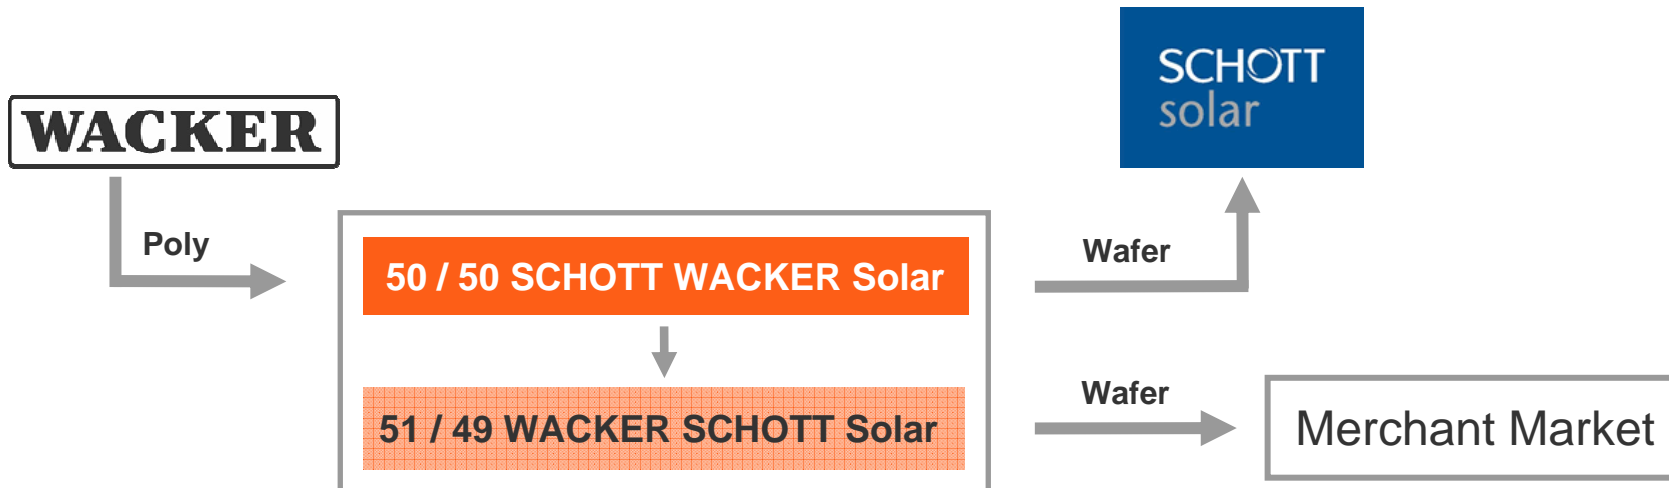 SCHOTT
solar
WACKER
Poly
50 / 50 SCHOTT WACKER Solar
Wafer
51 / 49 WACKER SCHOTT Solar
Wafer
Merchant Market